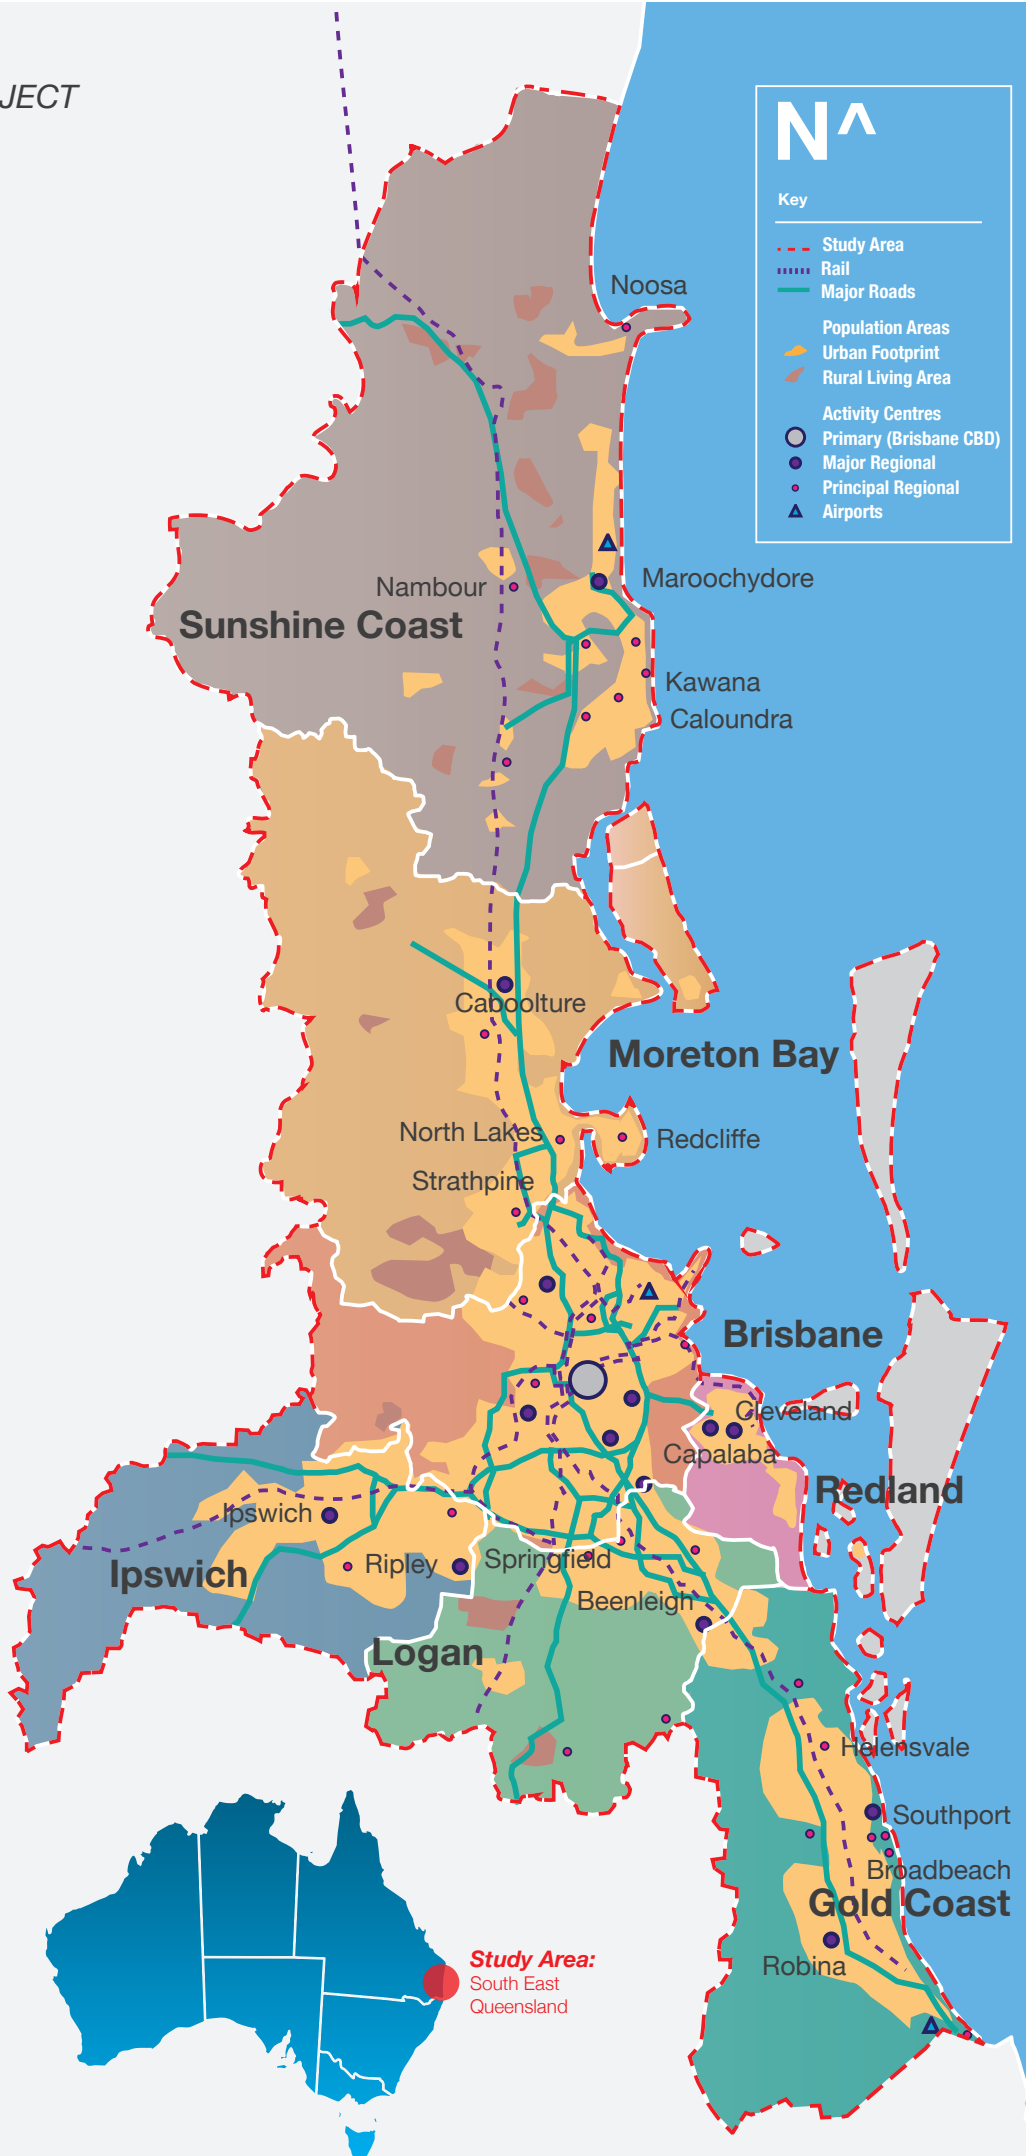 JECT
N^
Key
Study Area
Rail
Major Roads
Population Areas
Urban Footprint
Rural Living Area
Activity Centres
Primary (Brisbane CBD)
Major Regional
Principal Regional
Airports
Noosa
Nambour
Maroochydore
Sunshine Coast
Kawana
Caloundra
Caboolture
Moreton Bay
North Lakes
Redcliffe
Strathpine
Brisbane
Cleveland
Capalaba
Redland
Ipswich
Ripley
Springfield
Ipswich
Beenleigh
Logan
Helensvale
Southport
Broadbeach
Gold Coast
Robina
Study Area:
South East
Queensland